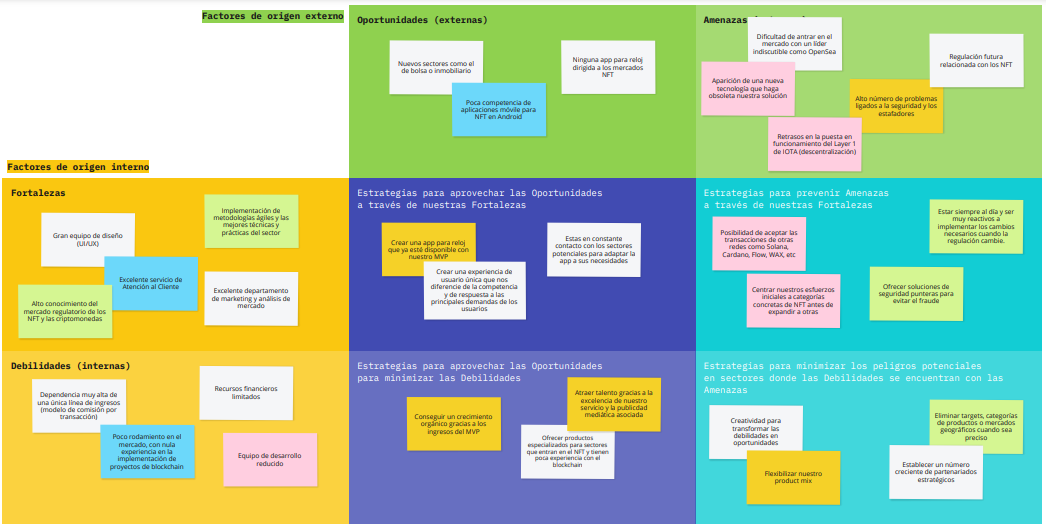 Factores de origen externo
Oportunidades (externas)
Nuevos sectores como el
de bolsa o inmobiliario
Ninguna app para reloj
dirigida a los mercados
NFT
Poca competencia de
aplicaciones móvile para
NFT en Android
Amenazas
Dificultad de antrar en el
mercado con un líder
indiscutible como OpenSea
Regulación futura
relacionada con los NFT
Aparición de una nueva
tecnología que haga
obsoleta nuestra solución
Alto número de problemas
ligados a la seguridad y los
estafadores
Retrasos en la puesta en
funcionamiento del Layer 1
de IOTA (descentralización)
Factores de origen interno
Fortalezas
Implementación de
metodologías ágiles y las
mejores técnicas y
prácticas del sector
Gran equipo de diseño
(UI/UX)
Excelente servicio de
Atención al Cliente
Excelente departamento
de marketing y análisis de
mercado
Alto conocimiento del
mercado regulatorio de los
NFT y las criptomonedas
Estrategias para aprovechar las Oportunidades
a través de nuestras Fortalezas
Crear una app para reloj
que ya esté disponible con
nuestro MVP
Estas en constante
contacto con los sectores
potenciales para adaptar la
app a sus necesidades
Crear una experiencia de
usuario única que nos
diferencie de la competencia
y de respuesta a las
principales demandas de los
usuarios
Estrategias para prevenir Amenazas
a través de nuestras Fortalezas
Estar siempre al día y ser
muy reactivos a
implementar los cambios
necesarios cuando la
regulación cambie.
Posibilidad de aceptar las
transacciones de otras
redes como Solana,
Cardano, Flow, WAX, etc
Centrar nuestros esfuerzos
iniciales a categorías
concretas de NFT antes de
expandir a otras
Ofrecer soluciones de
seguridad punteras para
evitar el fraude
Debilidades (internas)
Dependencia muy alta de
una única línea de ingresos
(modelo de comisión por
transacción)
Recursos financieros
limitados
Poco rodamiento en el
mercado, con nula
experiencia en la
implementación de
proyectos de blockchain
Equipo de desarrollo
reducido
Estrategias para aprovechar las Oportunidades
para minimizar las Debilidades
Atraer talento gracias a la
excelencia de nuestro
servicio y la publicidad
mediática asociada
Conseguir un crecimiento
orgánico gracias a los
ingresos del MVP
Ofrecer productos
especializados para sectores
que entran en el NFT y tienen
poca experiencia con el
blockchain
Estrategias para minimizar los peligros potenciales
en sectores donde las Debilidades se encuentran con las
Amenazas
Creatividad para
transformar las
debilidades en
oportunidades
Eliminar targets, categorías
de productos o mercados
geográficos cuando sea
preciso
Flexibilizar nuestro
product mix
Establecer un número
creciente de partenariados
estratégicos